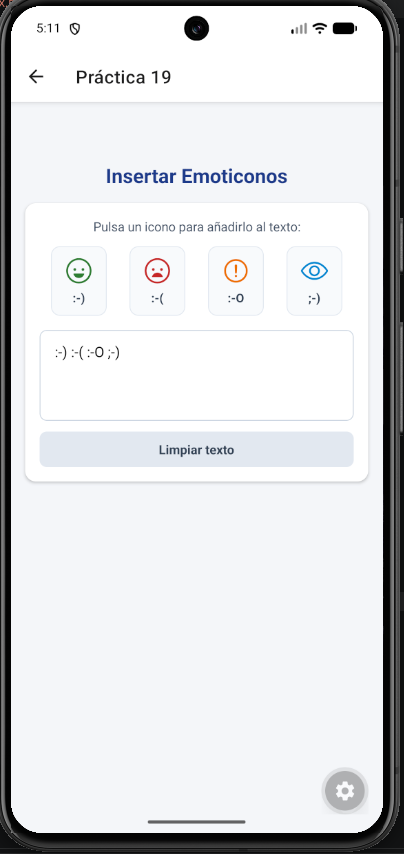 5:11
Práctica 19
Insertar Emoticonos
Pulsa un icono para añadirlo al texto:
:-) :-( :-O ;-)
:-) :-( :-O ;-)
Limpiar texto